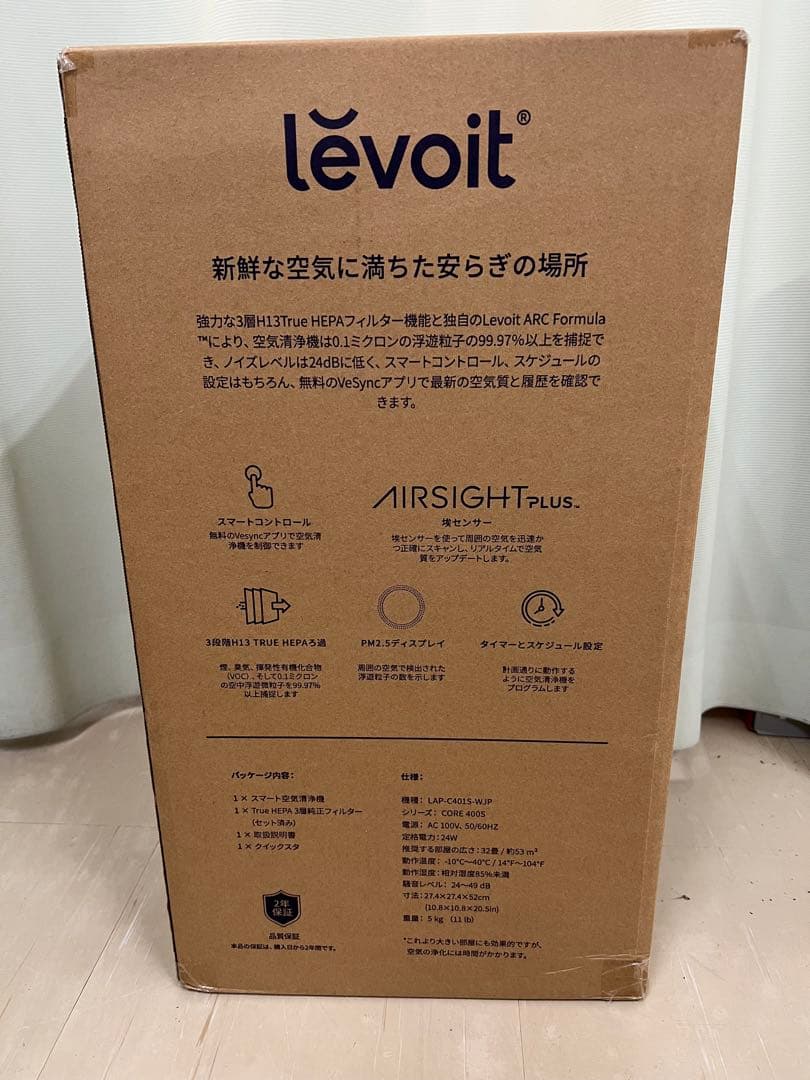 levoit®
新鮮な空気に満ちた安らぎの場所
強力な3層H13True HEPAフィルター機能と独自のLevoit ARC Formula
™により、空気清浄機は0.1ミクロンの浮遊粒子の99.97%以上を捕捉で
き、ノイズレベルは24dBに低く、スマートコントロール、スケジュールの
設定はもちろん、無料のVeSyncアプリで最新の空気質と履歴を確認で
きます。
スマートコントロール
無料のVesyncアプリで空気清
浄機を制御できます
AIRSIGHT PLUS™
埃センサー
埃センサーを使って周囲の空気を迅速か
つ正確にスキャンし、リアルタイムで空気
質をアップデートします。
3段階H13 TRUE HEPAろ過
煙、臭気、揮発性有機化合物
(VOC)、そして0.1ミクロン
の空中浮遊微粒子を99.97%
以上捕捉します
PM2.5ディスプレイ
周囲の空気で検出された
浮遊粒子の数を示します
タイマーとスケジュール設定
計画通りに動作する
ように空気清浄機を
プログラムします
パッケージ内容：
1 × スマート空気清浄機
1 × True HEPA 3層純正フィルター
(セット済み)
1 × 取扱説明書
1 × クイックスタ
2年
保証
品質保証
本品の保証は、購入日から2年間です。
仕様：
機種： LAP-C401S-WJP
シリーズ： CORE 400S
電源： AC 100V、50/60HZ
定格電力：24W
推奨する部屋の広さ：32畳 / 約53 m²
動作温度： -10℃～40℃ / 14°F～104°F
動作湿度：相対湿度85%未満
騒音レベル： 24～49 dB
寸法：27.4×27.4×52cm
(10.8×10.8×20.5in)
重量： 5 kg （11 lb）
*これより大きい部屋にも効果的ですが、
空気の浄化には時間がかかります。